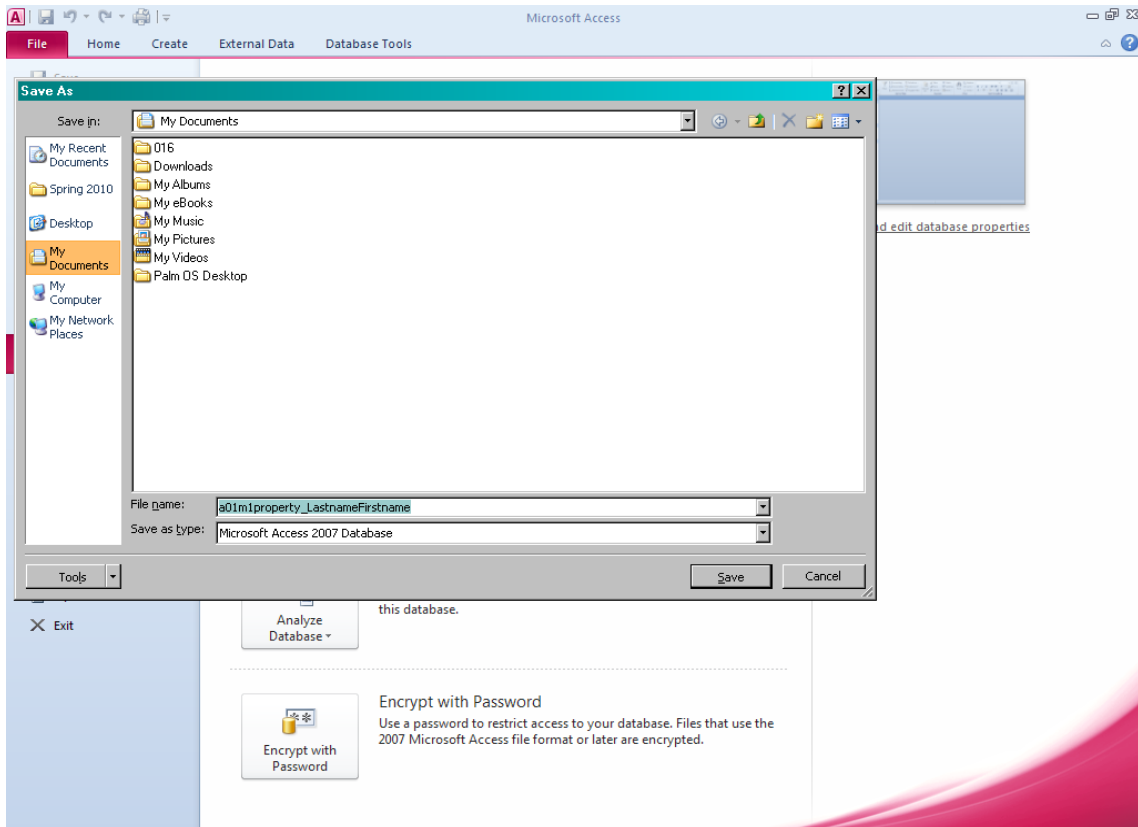 A
Microsoft Access
File Home Create External Data Database Tools
?
Save As
Save in: My Documents
My Recent
Documents
Spring 2010
Desktop
My
Documents
My
Computer
My Network
Places
016
Downloads
My Albums
My eBooks
My Music
My Pictures
My Videos
Palm OS Desktop
File name: a01m1property_LastnameFirstname
Save as type: Microsoft Access 2007 Database
Tools Save Cancel
d edit database properties
Exit
Analyze
Database
this database.
Encrypt with
Password
Encrypt with Password
Use a password to restrict access to your database. Files that use the
2007 Microsoft Access file format or later are encrypted.